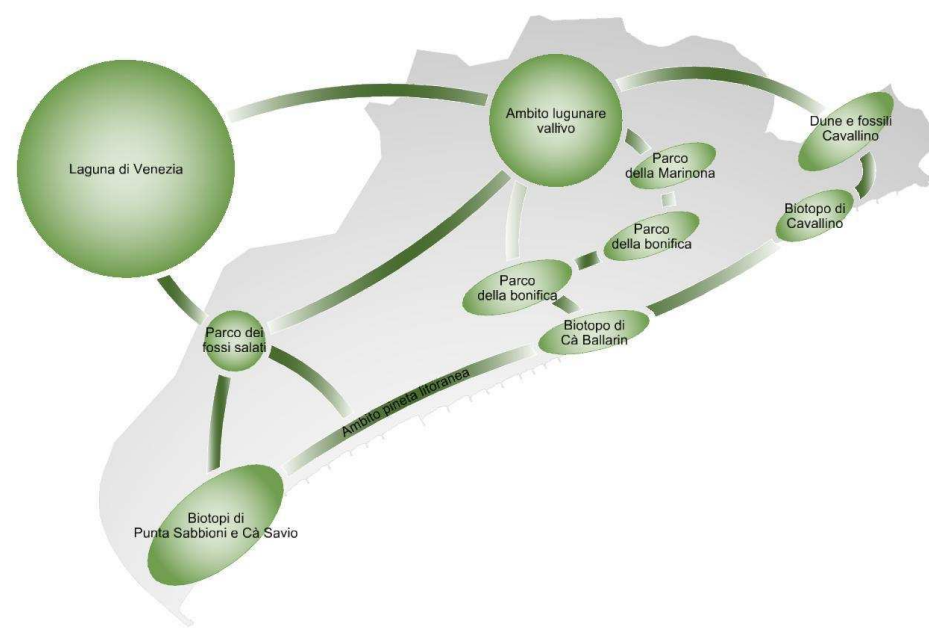 Ambito lugunare
vallivo
Laguna di Venezia
Dune e fossili
Cavallino
Parco
della Marinona
Biotopo di
Cavallino
Parco
della bonifica
Parco
della bonifica
Parco dei
fossi salati
Biotopo di
Cà Ballarin
Ambito pineta litoranea
Biotopi di
Punta Sabbioni e Cà Savio